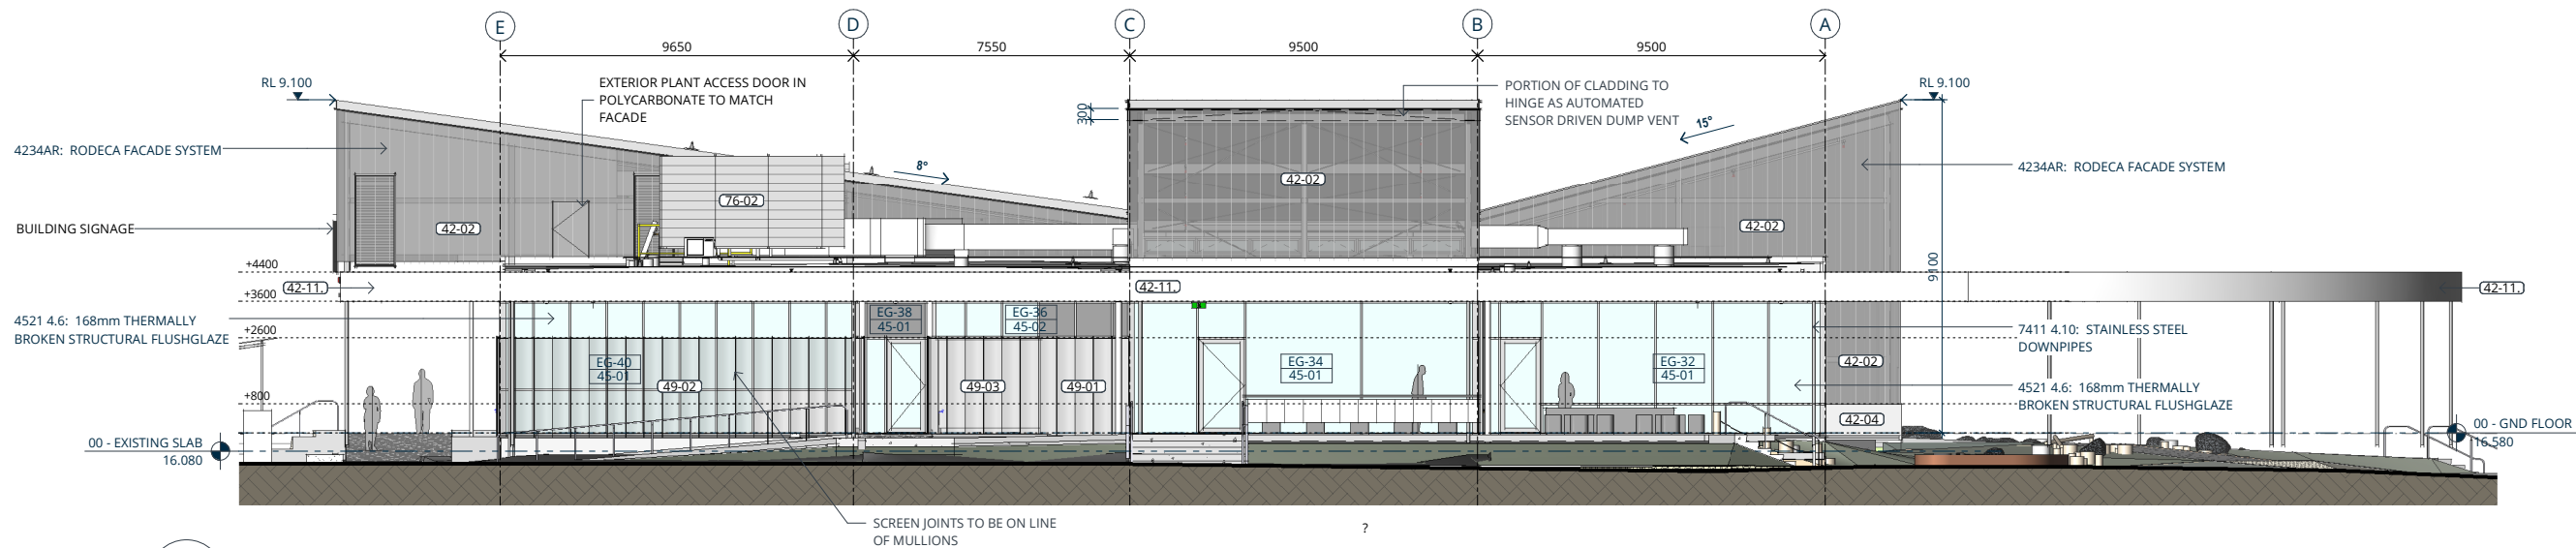 E
D
C
B
A
9650
7550
9500
9500
RL 9.100
EXTERIOR PLANT ACCESS DOOR IN
POLYCARBONATE TO MATCH
FACADE
300
PORTION OF CLADDING TO
HINGE AS AUTOMATED
SENSOR DRIVEN DUMP VENT
RL 9.100
15°
4234AR: RODECA FACADE SYSTEM
8°
4234AR: RODECA FACADE SYSTEM
42-02
76-02
BUILDING SIGNAGE
42-02
42-02
+4400
9100
42-11.
42-11.
42-11.
+3600
4521 4.6: 168mm THERMALLY
BROKEN STRUCTURAL FLUSHGLAZE
EG-38
45-01
EG-36
45-02
7411 4.10: STAINLESS STEEL
DOWNPIPES
+2600
EG-40
45-01
49-02
49-03
49-01
EG-34
45-01
EG-32
45-01
42-02
4521 4.6: 168mm THERMALLY
BROKEN STRUCTURAL FLUSHGLAZE
+800
42-04
00 - EXISTING SLAB
16.080
00 - GND FLOOR
16.580
SCREEN JOINTS TO BE ON LINE
OF MULLIONS
?